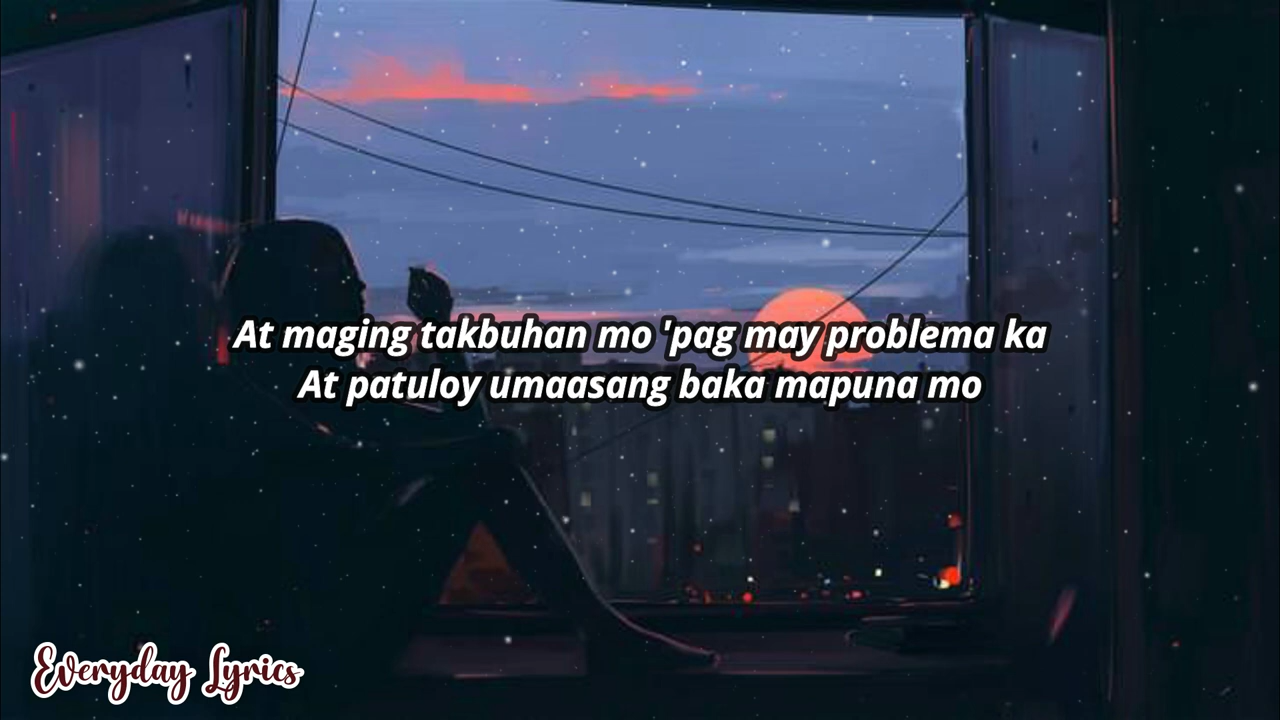 At maging takbuhan mo 'pag may problema ka
At patuloy umaasang baka mapuna mo
Everyday Lyrics